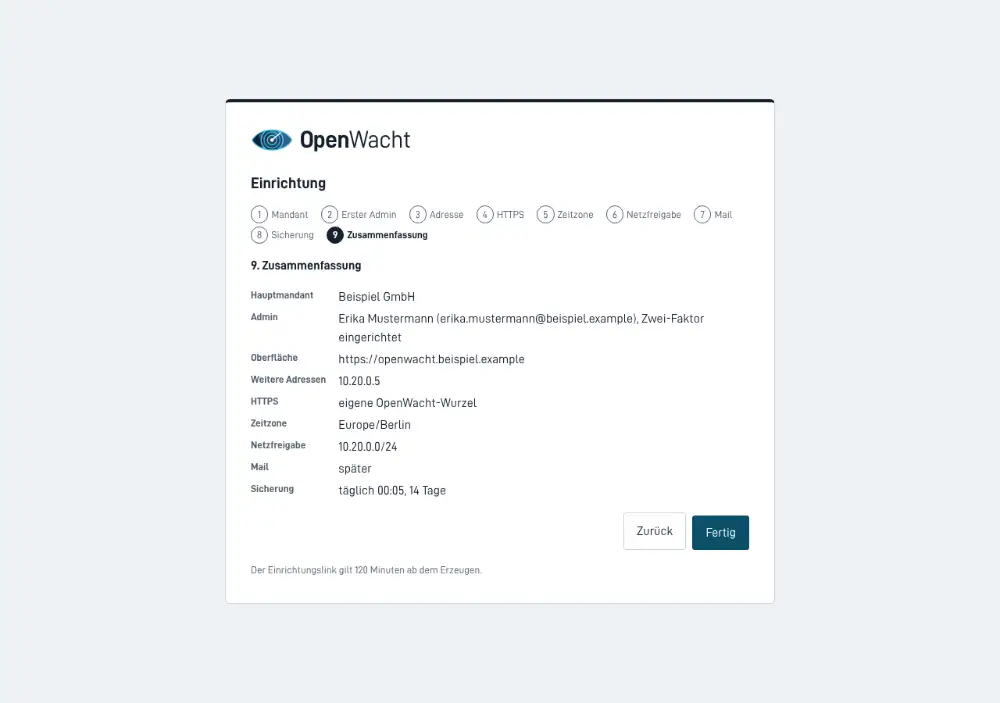 OpenWacht
Einrichtung
1 Mandant 2 Erster Admin 3 Adresse 4 HTTPS 5 Zeitzone 6 Netzfreigabe 7 Mail
8 Sicherung 9 Zusammenfassung
9. Zusammenfassung
Hauptmandant Beispiel GmbH
Admin Erika Mustermann (erika.mustermann@beispiel.example), Zwei-Faktor
eingerichtet
Oberfläche https://openwacht.beispiel.example
Weitere Adressen 10.20.0.5
HTTPS eigene OpenWacht-Wurzel
Zeitzone Europe/Berlin
Netzfreigabe 10.20.0.0/24
Mail später
Sicherung täglich 00:05, 14 Tage
Zurück Fertig
Der Einrichtungslink gilt 120 Minuten ab dem Erzeugen.